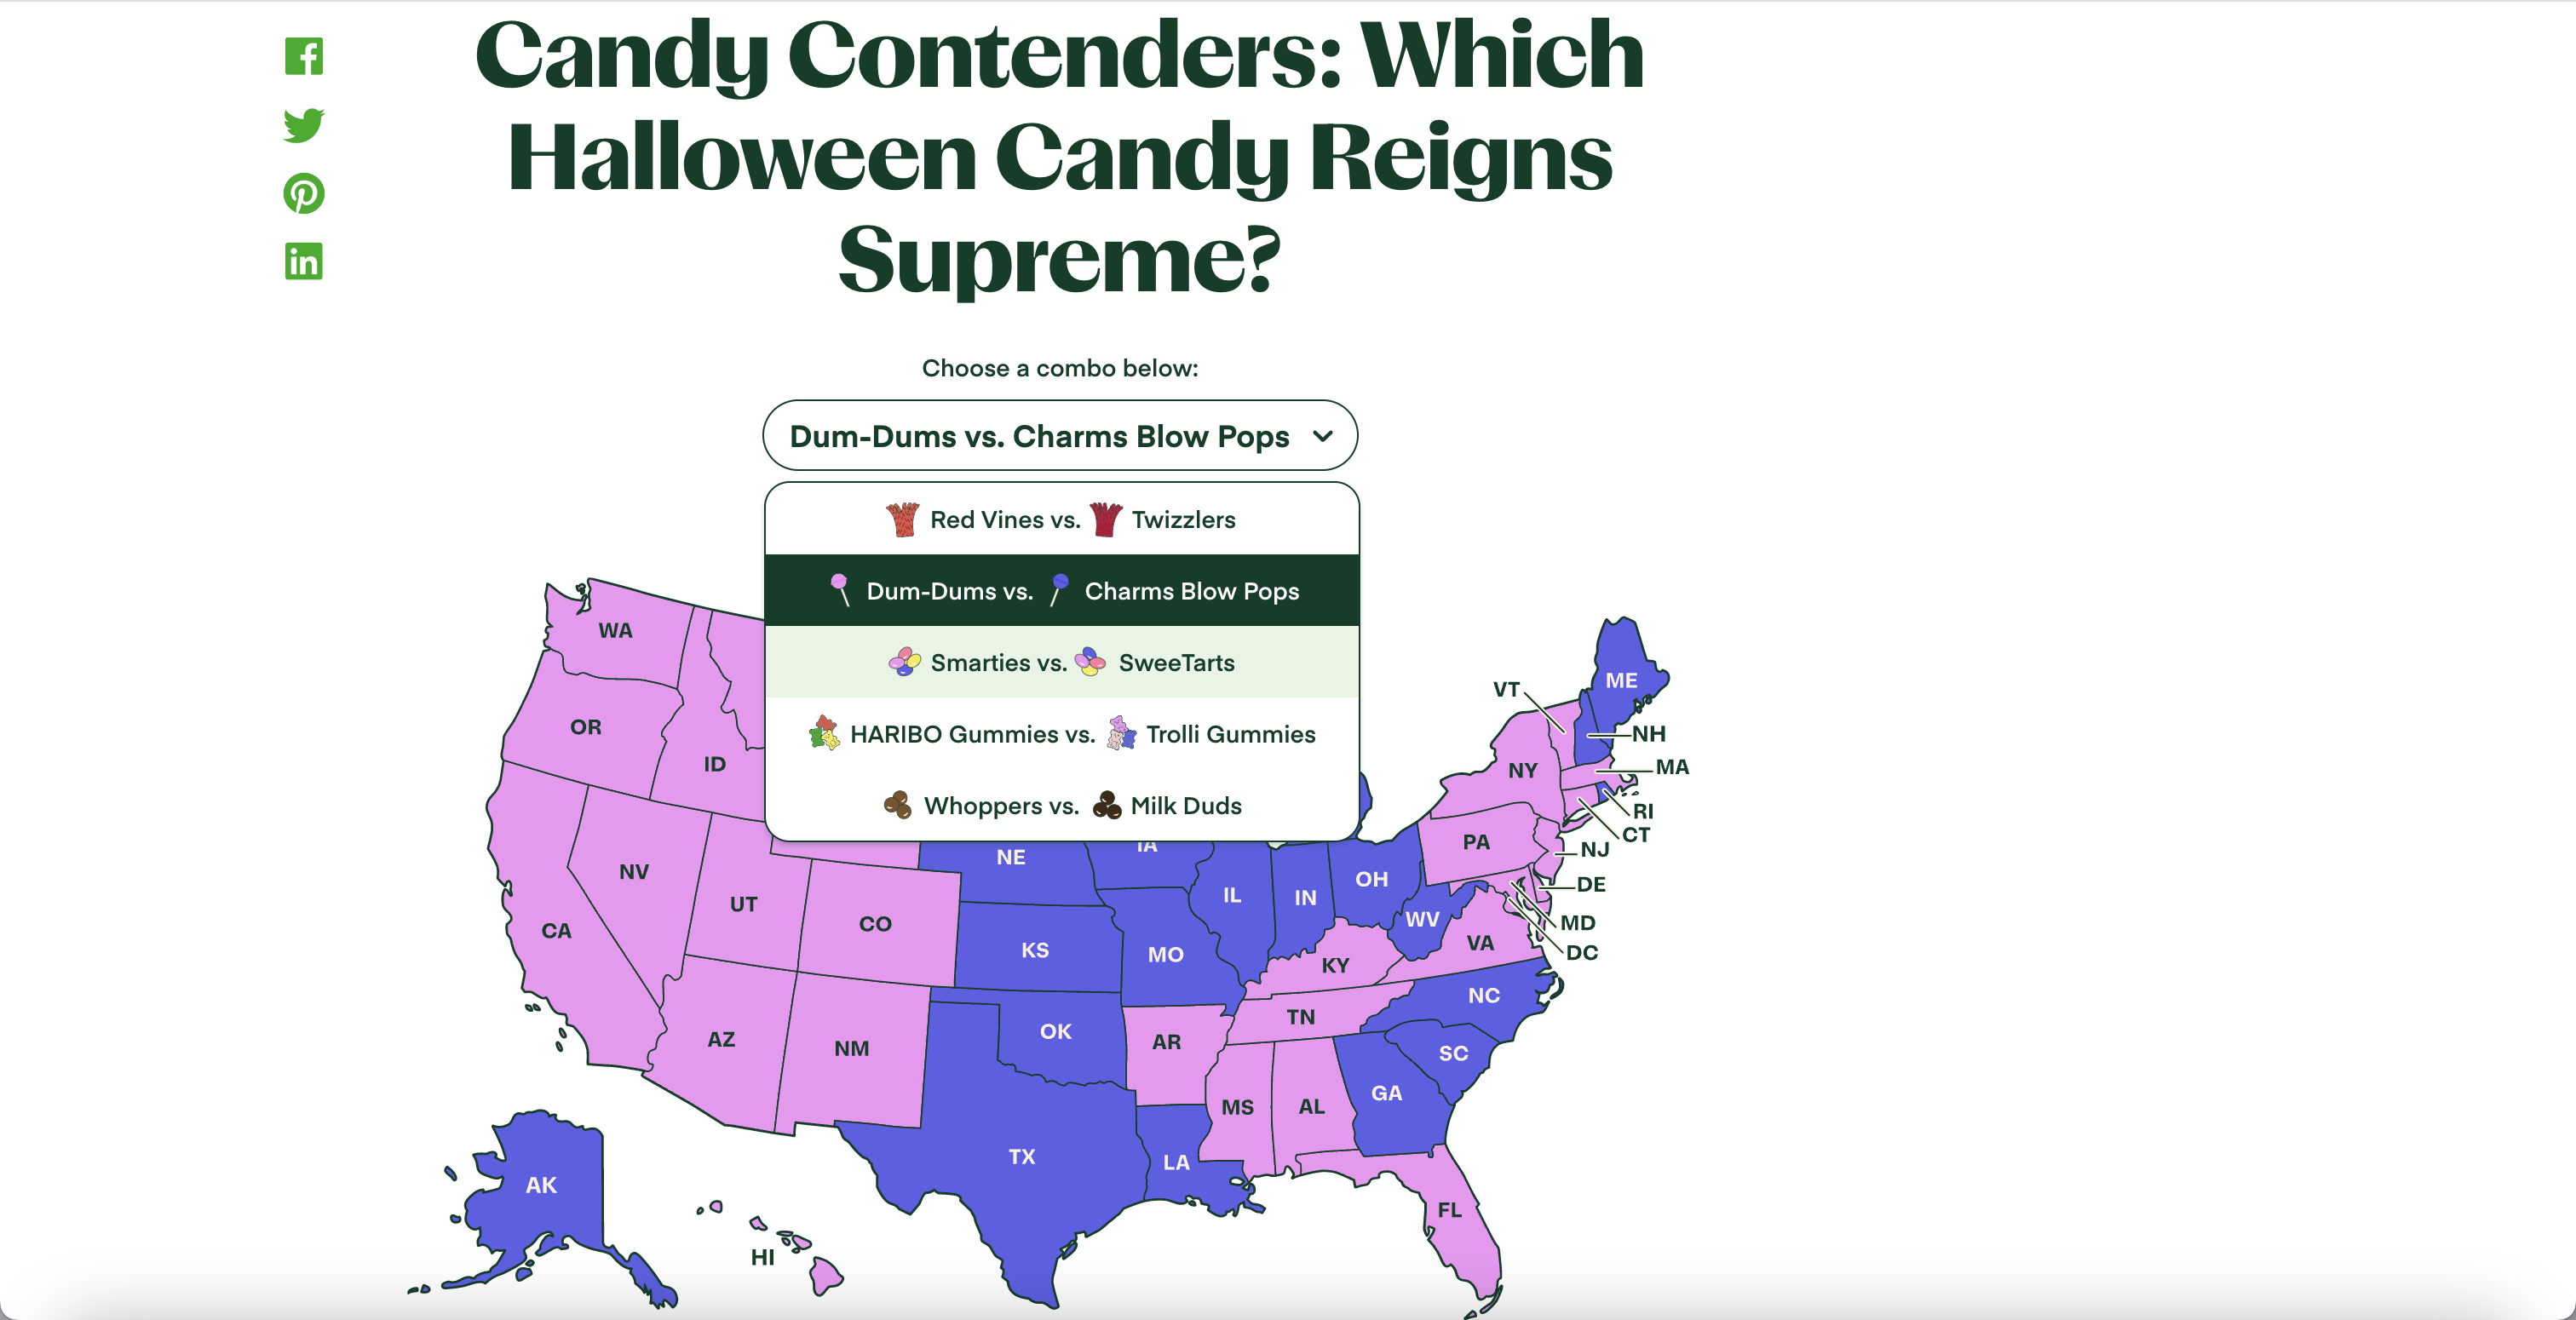 Candy Contenders: Which
Halloween Candy Reigns
Supreme?
Choose a combo below:
Dum-Dums vs. Charms Blow Pops
Red Vines vs. Twizzlers
Dum-Dums vs. Charms Blow Pops
Smarties vs. SweeTarts
HARIBO Gummies vs. Trolli Gummies
Whoppers vs. Milk Duds
WA
OR
ID
CA
NV
UT
CO
AZ
NM
NE
KS
OK
TX
IA
MO
AR
LA
IL
IN
OH
KY
TN
MS
AL
GA
FL
SC
NC
VA
WV
PA
NY
VT
ME
NH
MA
RI
CT
NJ
DE
MD
DC
AK
HI